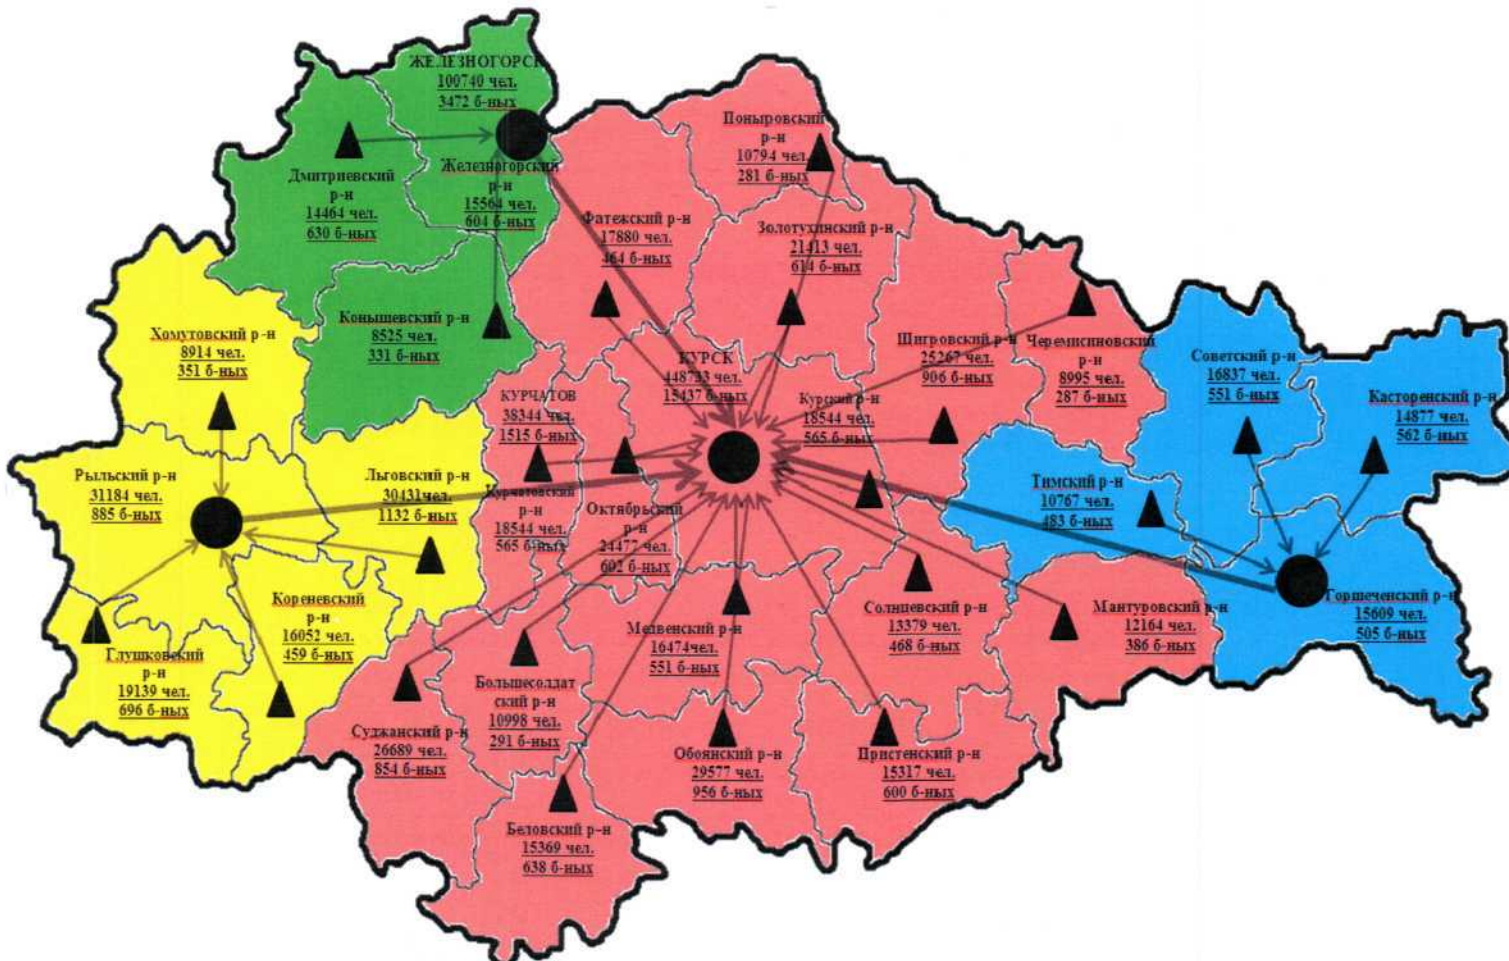 ЖЕЛЕЗНОГОРСК
100740 чел.
3472 б-ных
Дмитриевский
р-н
14464 чел.
630 б-ных
Железногорский
р-н
15564 чел.
604 б-ных
Поныровский
р-н
10794 чел.
281 б-ных
Фатежский р-н
17880 чел.
464 б-ных
Золотухинский р-н
21413 чел.
614 б-ных
Хомутовский р-н
8914 чел.
351 б-ных
Конышевский р-н
8525 чел.
331 б-ных
КУРЧАТОВ
38344 чел.
1515 б-ных
КУРСК
448733 чел.
15437 б-ных
Курский р-н
18544 чел.
565 б-ных
Шигровский р-н
25267 чел.
906 б-ных
Черемисиновский
р-н
8995 чел.
287 б-ных
Советский р-н
16837 чел.
551 б-ных
Касторенский р-н
14877 чел.
562 б-ных
Рыльский р-н
31184 чел.
885 б-ных
Льговский р-н
30431чел.
1132 б-ных
Курчатовский
р-н
18544 чел.
565 б-ных
Октябрьский
р-н
24477 чел.
602 б-ных
Тимский р-н
10767 чел.
483 б-ных
Кореневский
р-н
16052 чел.
459 б-ных
Глушковский
р-н
19139 чел.
696 б-ных
Медвенский р-н
16474чел.
551 б-ных
Солнцевский р-н
13379 чел.
468 б-ных
Мантуровский р-н
12164 чел.
386 б-ных
Горшеченский р-н
15609 чел.
505 б-ных
Суджанский р-н
26689 чел.
854 б-ных
Большесолдат
ский р-н
10998 чел.
291 б-ных
Обоянский р-н
29577 чел.
956 б-ных
Пристенский р-н
15317 чел.
600 б-ных
Беловский р-н
15369 чел.
638 б-ных